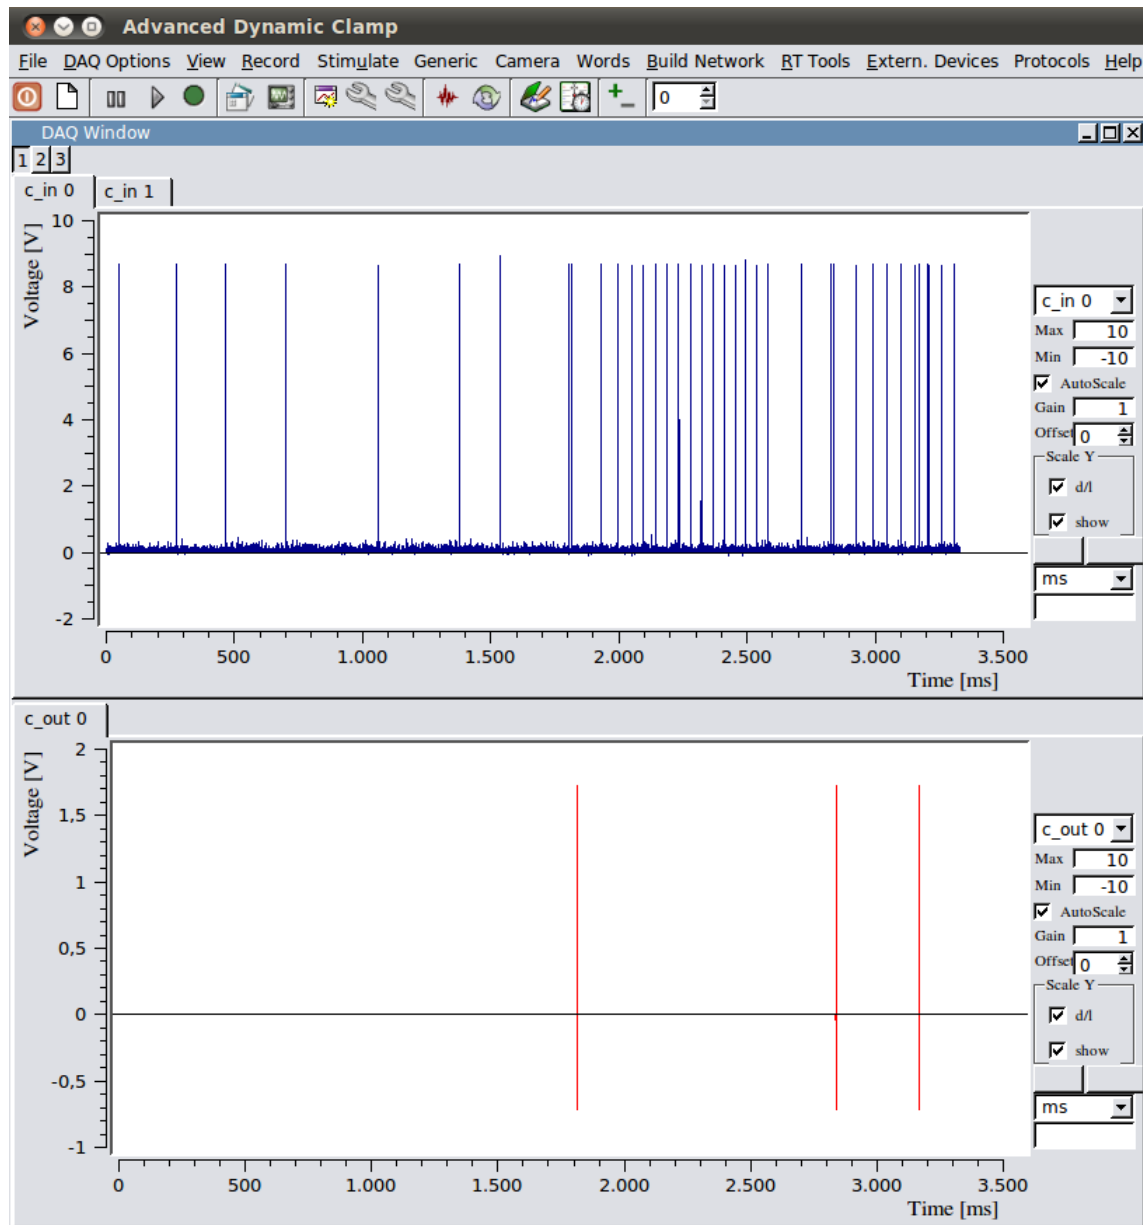 Advanced Dynamic Clamp
File DAQ Options View Record Stimulate Generic Camera Words Build Network RT Tools Extern. Devices Protocols Help
0
DAQ Window
1 2 3
c_in 0 c_in 1
Voltage [V]
10
8
6
4
2
0
-2
0 500 1.000 1.500 2.000 2.500 3.000 3.500
Time [ms]
c_in 0
Max 10
Min -10
AutoScale
Gain 1
Offset 0
Scale Y
d/l
show
ms
c_out 0
Voltage [V]
2
1,5
1
0,5
0
-0,5
-1
0 500 1.000 1.500 2.000 2.500 3.000 3.500
Time [ms]
c_out 0
Max 10
Min -10
AutoScale
Gain 1
Offset 0
Scale Y
d/l
show
ms